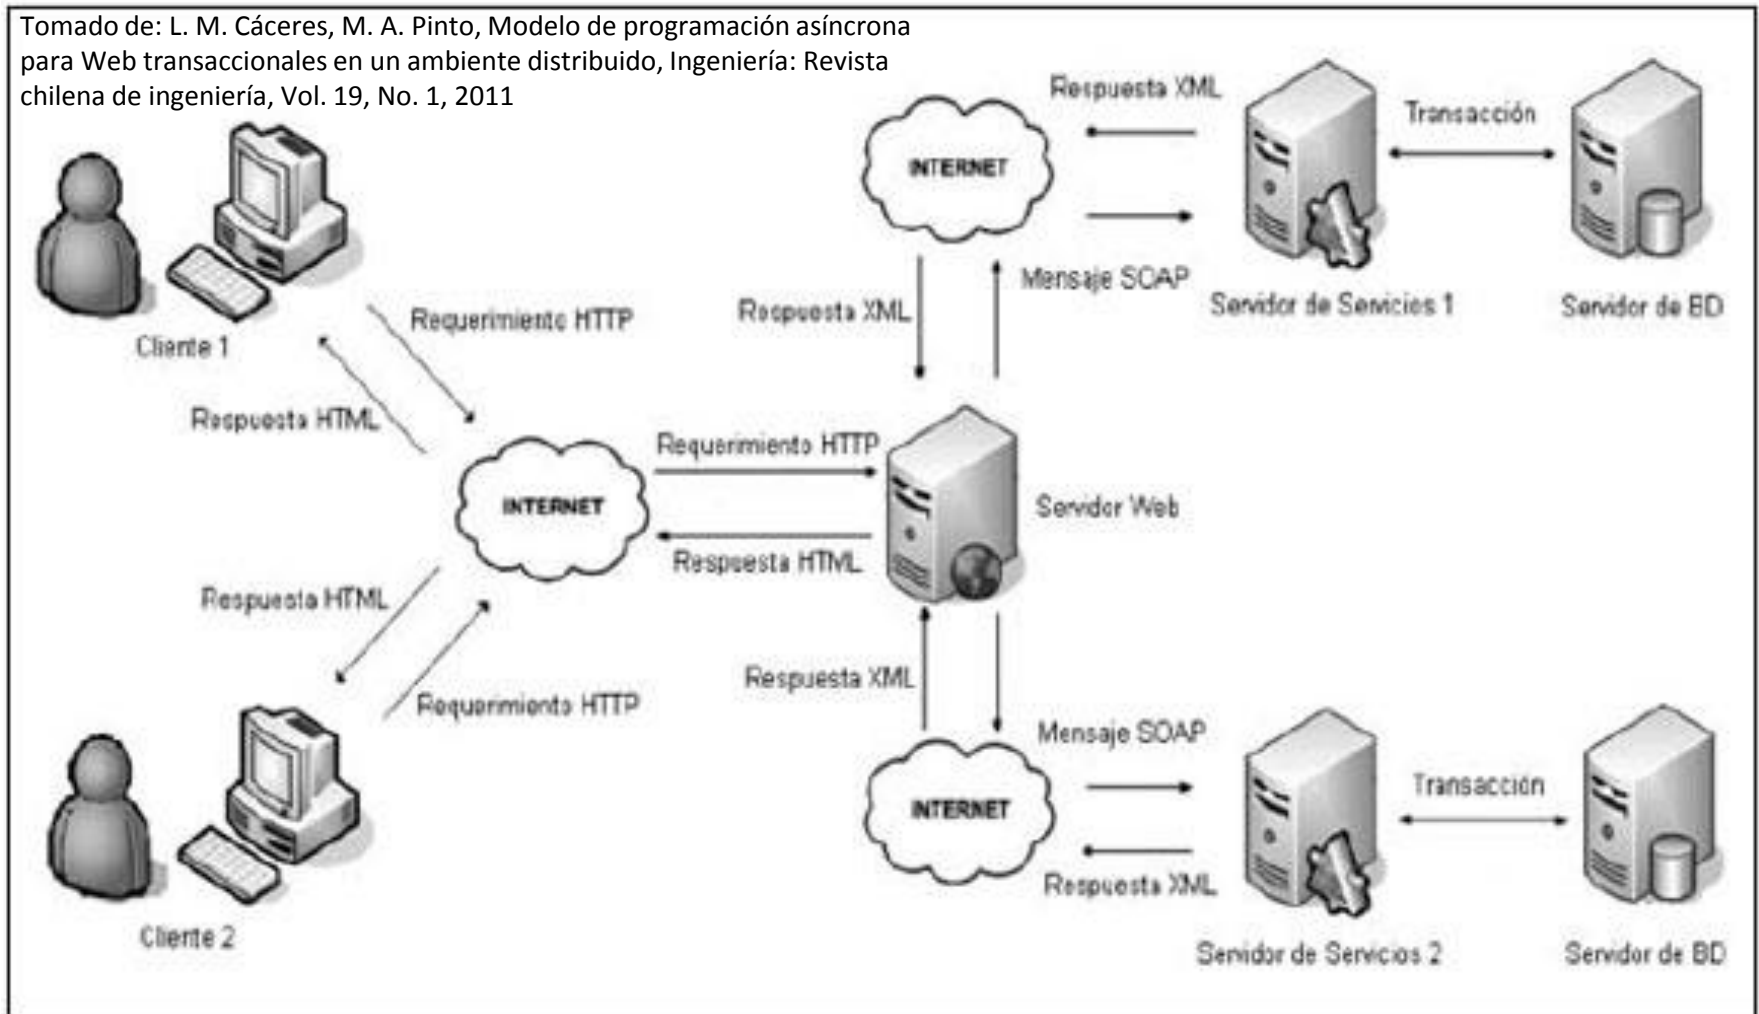 Tomado de: L. M. Cáceres, M. A. Pinto, Modelo de programación asíncrona
para Web transaccionales en un ambiente distribuido, Ingeniería: Revista
chilena de ingeniería, Vol. 19, No. 1, 2011
Respuesta XML
Transacción
INTERNET
Mensaje SOAP
Respuesta XML
Servidor de Servicios 1
Servidor de BD
Requerimiento HTTP
Cliente 1
Respuesta HTML
Requerimiento HTTP
INTERNET
Servidor Web
Respuesta HTML
Respuesta HTML
Respuesta XML
Requerimiento HTTP
Mensaje SOAP
Transacción
INTERNET
Respuesta XML
Cliente 2
Servidor de Servicios 2
Servidor de BD